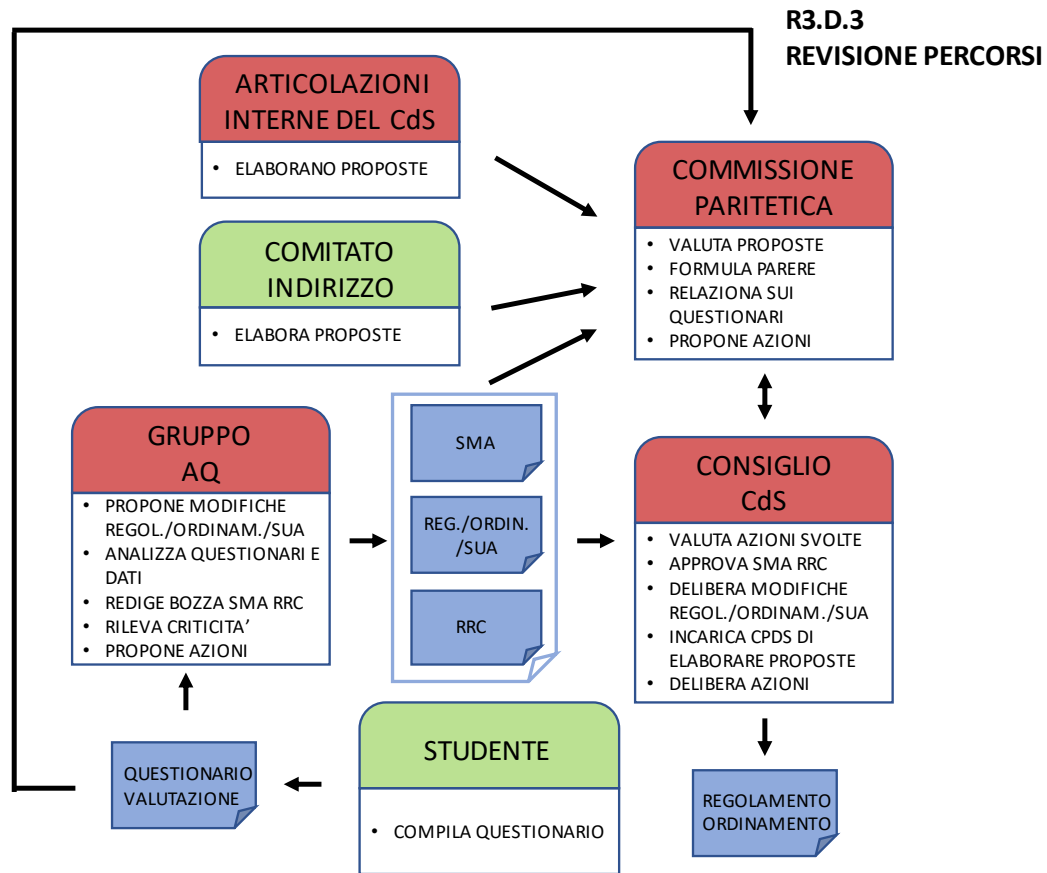 R3.D.3
REVISIONE PERCORSI
ARTICOLAZIONI
INTERNE DEL CdS
• ELABORANO PROPOSTE
COMMISSIONE
PARITETICA
• VALUTA PROPOSTE
• FORMULA PARERE
• RELAZIONA SUI
QUESTIONARI
• PROPONE AZIONI
COMITATO
INDIRIZZO
• ELABORA PROPOSTE
GRUPPO
AQ
• PROPONE MODIFICHE
REGOL./ORDINAM./SUA
• ANALIZZA QUESTIONARI E
DATI
• REDIGE BOZZA SMA RRC
• RILEVA CRITICITA’
• PROPONE AZIONI
SMA
REG./ORDIN.
/SUA
RRC
CONSIGLIO
CdS
• VALUTA AZIONI SVOLTE
• APPROVA SMA RRC
• DELIBERA MODIFICHE
REGOL./ORDINAM./SUA
• INCARICA CPDS DI
ELABORARE PROPOSTE
• DELIBERA AZIONI
QUESTIONARIO
VALUTAZIONE
STUDENTE
• COMPILA QUESTIONARIO
REGOLAMENTO
ORDINAMENTO